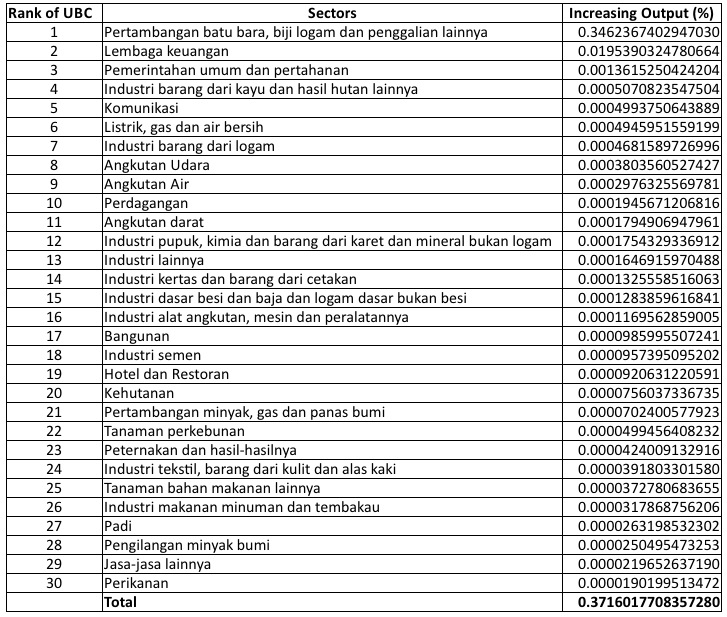 Rank of UBC Sectors Increasing Output (%)
1 Pertambangan batu bara, biji logam dan penggalian lainnya 0.3462367402947030
2 Lembaga keuangan 0.0195390324780664
3 Pemerintahan umum dan pertahanan 0.0013615250424204
4 Industri barang dari kayu dan hasil hutan lainnya 0.0005070823547504
5 Komunikasi 0.0004993750643889
6 Listrik, gas dan air bersih 0.0004945951559199
7 Industri barang dari logam 0.0004681589726996
8 Angkutan Udara 0.0003803560527427
9 Angkutan Air 0.0002976325569781
10 Perdagangan 0.0001945671206816
11 Angkutan darat 0.0001794906947961
12 Industri pupuk, kimia dan barang dari karet dan mineral bukan logam 0.0001754329336912
13 Industri lainnya 0.0001646915970488
14 Industri kertas dan barang dari cetakan 0.0001325558516063
15 Industri dasar besi dan baja dan logam dasar bukan besi 0.0001283859616841
16 Industri alat angkutan, mesin dan peralatannya 0.0001169562859005
17 Bangunan 0.0000985995507241
18 Industri semen 0.0000957395095202
19 Hotel dan Restoran 0.0000920631220591
20 Kehutanan 0.0000756037336735
21 Pertambangan minyak, gas dan panas bumi 0.0000702400577923
22 Tanaman perkebunan 0.0000499456408232
23 Peternakan dan hasil-hasilnya 0.0000424009132916
24 Industri tekstil, barang dari kulit dan alas kaki 0.0000391803301580
25 Tanaman bahan makanan lainnya 0.0000372780683655
26 Industri makanan minuman dan tembakau 0.0000317868756206
27 Padi 0.0000263198532302
28 Pengilangan minyak bumi 0.0000250495473253
29 Jasa-jasa lainnya 0.0000219652637190
30 Perikanan 0.0000190199513472
Total 0.3716017708357280